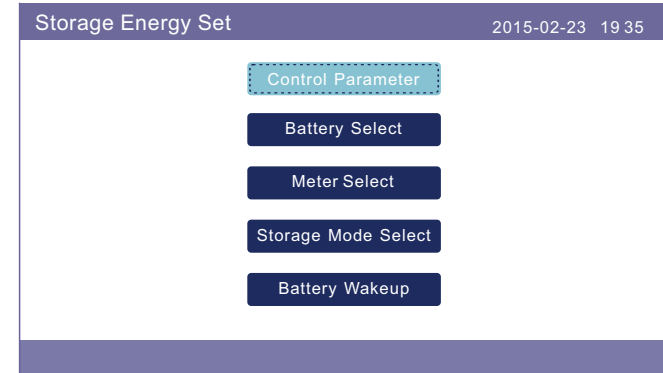 Storage Energy Set 2015-02-23 19 35
Control Parameter
Battery Select
Meter Select
Storage Mode Select
Battery Wakeup